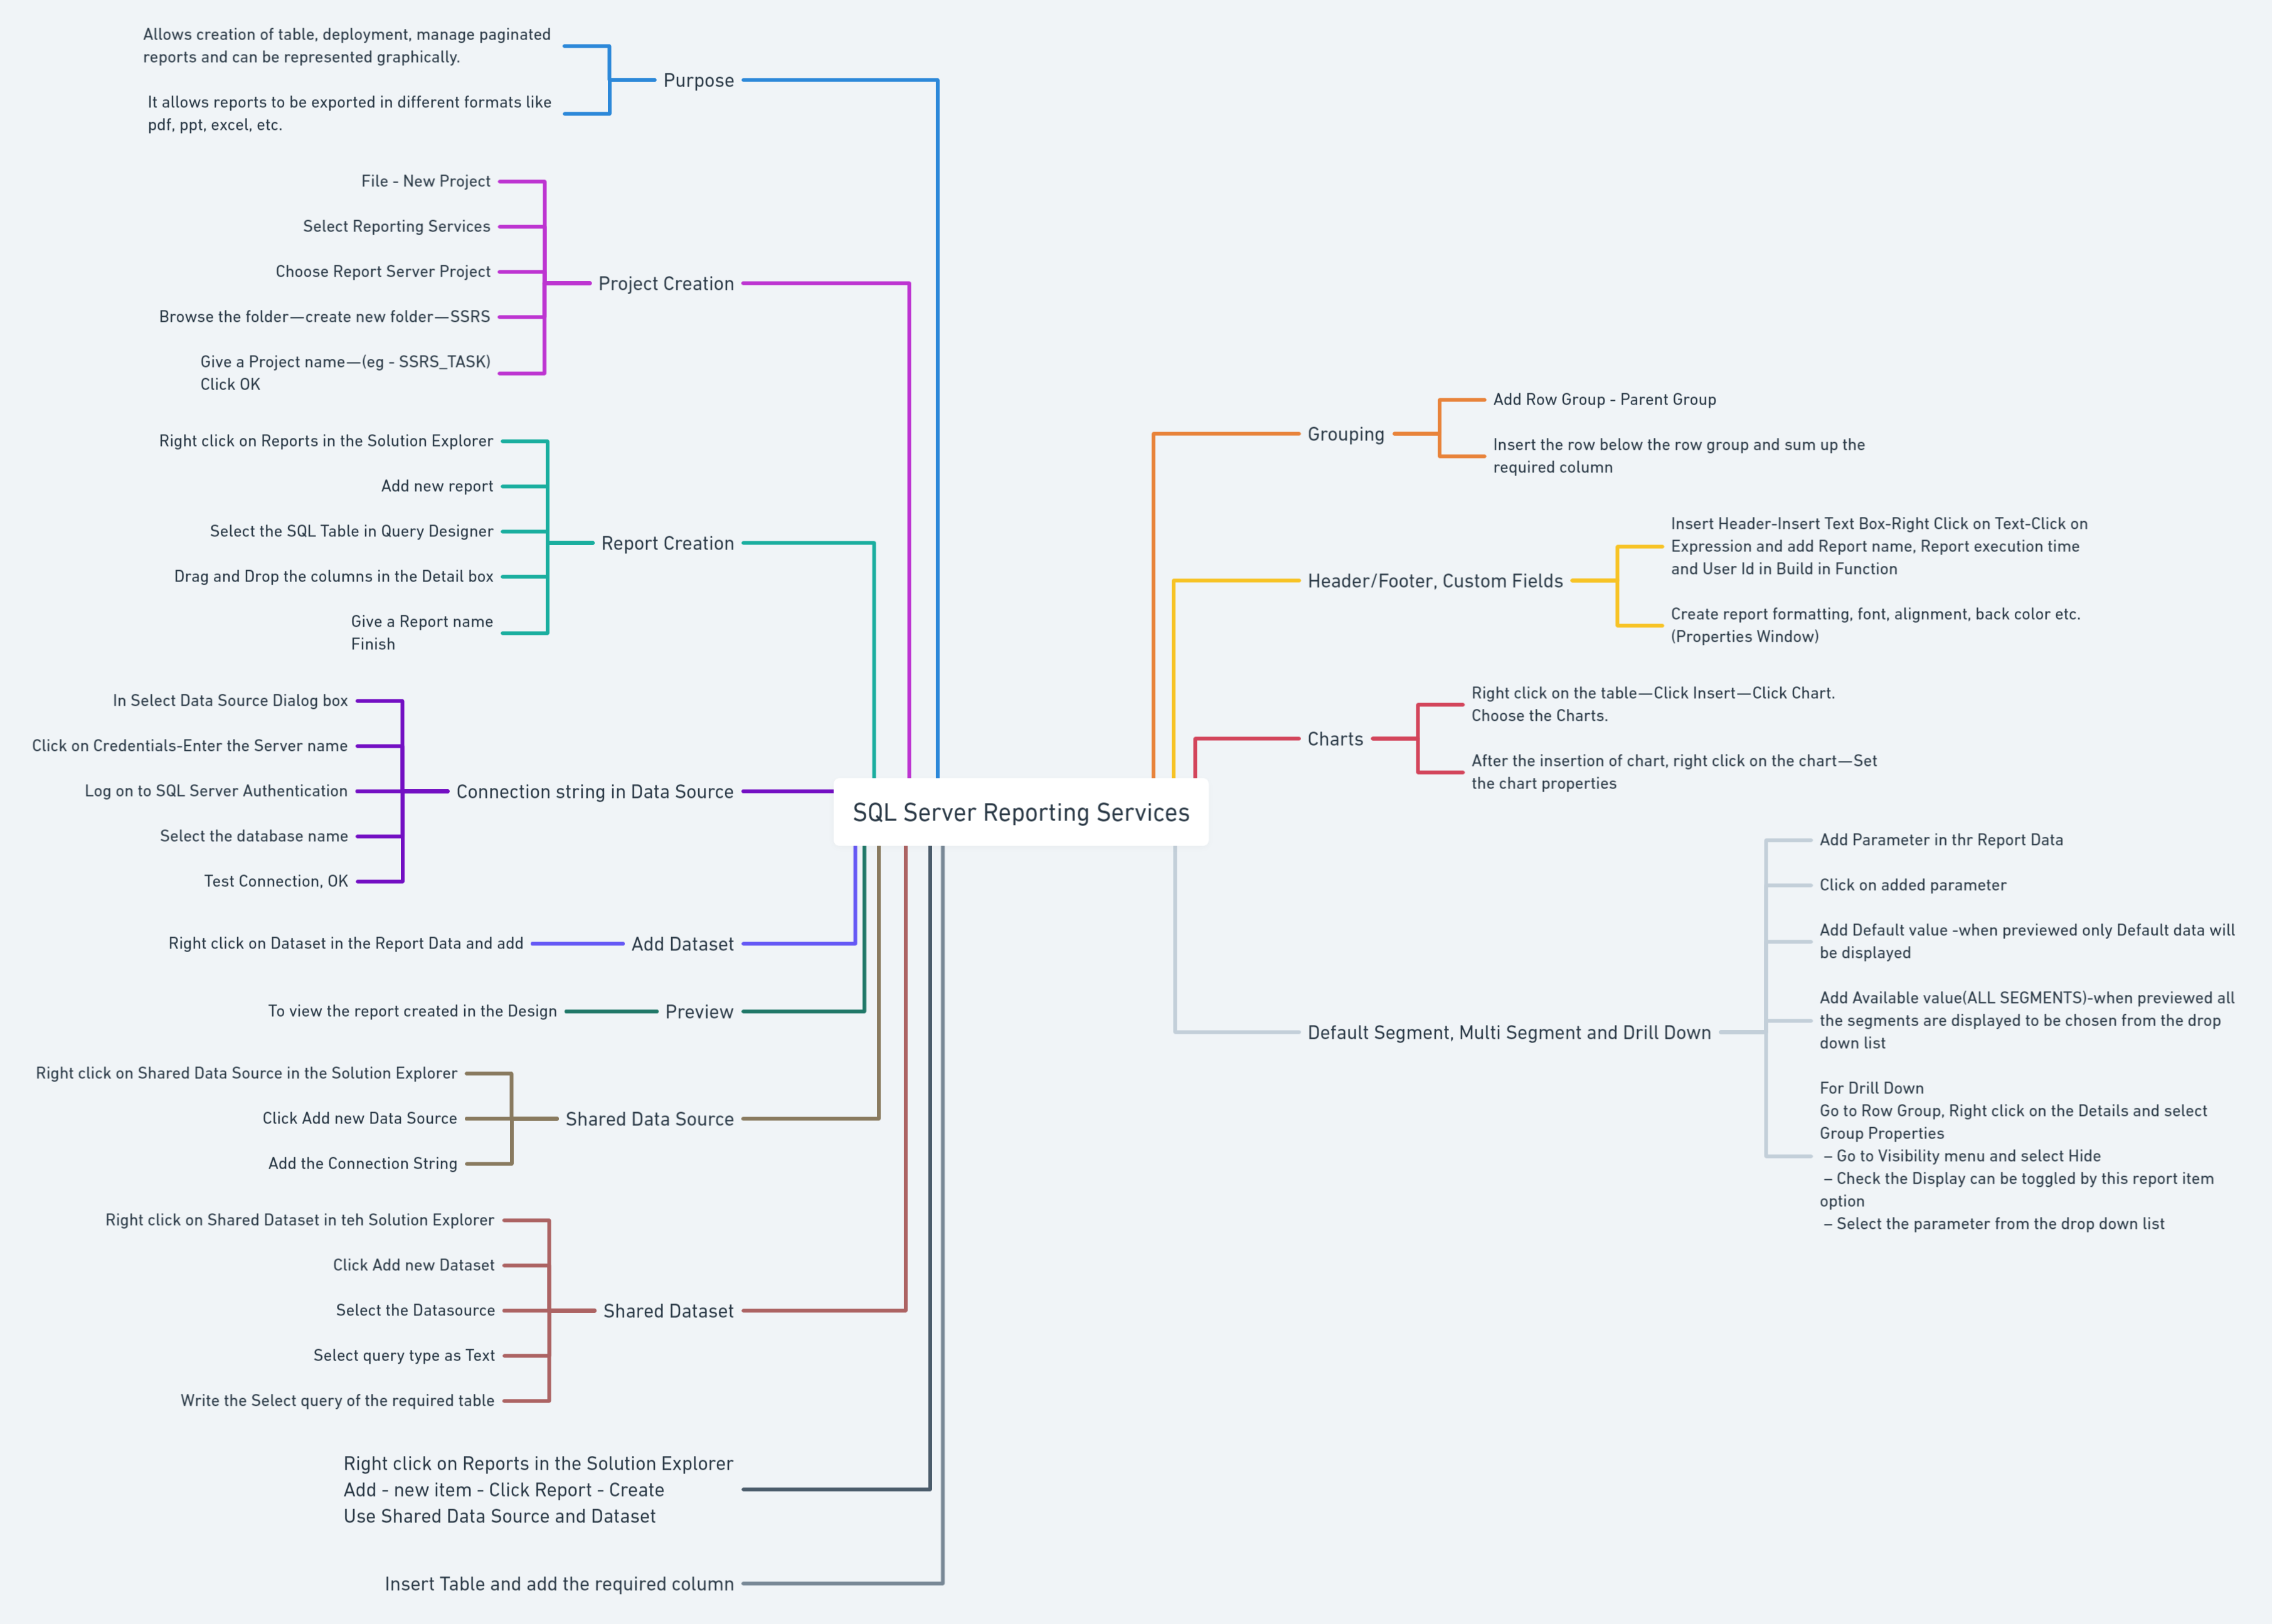 Allows creation of table, deployment, manage paginated
reports and can be represented graphically.
It allows reports to be exported in different formats like
pdf, ppt, excel, etc.
Purpose
File - New Project
Select Reporting Services
Choose Report Server Project
Browse the folder—create new folder—SSRS
Give a Project name—(eg - SSRS_TASK)
Click OK
Project Creation
Right click on Reports in the Solution Explorer
Add new report
Select the SQL Table in Query Designer
Drag and Drop the columns in the Detail box
Give a Report name
Finish
Report Creation
In Select Data Source Dialog box
Click on Credentials-Enter the Server name
Log on to SQL Server Authentication
Select the database name
Test Connection, OK
Connection string in Data Source
Right click on Dataset in the Report Data and add
Add Dataset
To view the report created in the Design
Preview
Right click on Shared Data Source in the Solution Explorer
Click Add new Data Source
Add the Connection String
Shared Data Source
Right click on Shared Dataset in teh Solution Explorer
Click Add new Dataset
Select the Datasource
Select query type as Text
Write the Select query of the required table
Shared Dataset
Right click on Reports in the Solution Explorer
Add - new item - Click Report - Create
Use Shared Data Source and Dataset
Insert Table and add the required column
SQL Server Reporting Services
Grouping
Add Row Group - Parent Group
Insert the row below the row group and sum up the
required column
Header/Footer, Custom Fields
Insert Header-Insert Text Box-Right Click on Text-Click on
Expression and add Report name, Report execution time
and User Id in Build in Function
Create report formatting, font, alignment, back color etc.
(Properties Window)
Charts
Right click on the table—Click Insert—Click Chart.
Choose the Charts.
After the insertion of chart, right click on the chart—Set
the chart properties
Default Segment, Multi Segment and Drill Down
Add Parameter in thr Report Data
Click on added parameter
Add Default value -when previewed only Default data will
be displayed
Add Available value(ALL SEGMENTS)-when previewed all
the segments are displayed to be chosen from the drop
down list
For Drill Down
Go to Row Group, Right click on the Details and select
Group Properties
– Go to Visibility menu and select Hide
– Check the Display can be toggled by this report item
option
– Select the parameter from the drop down list